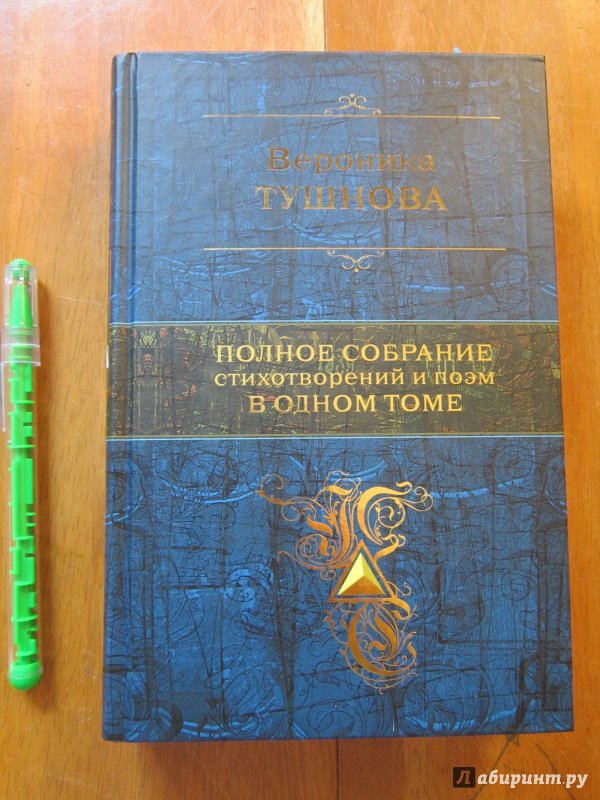 Вероника
ТУШНОВА
ПОЛНОЕ СОБРАНИЕ
стихотворений и поэм
В ОДНОМ ТОМЕ
Лабиринт.ру